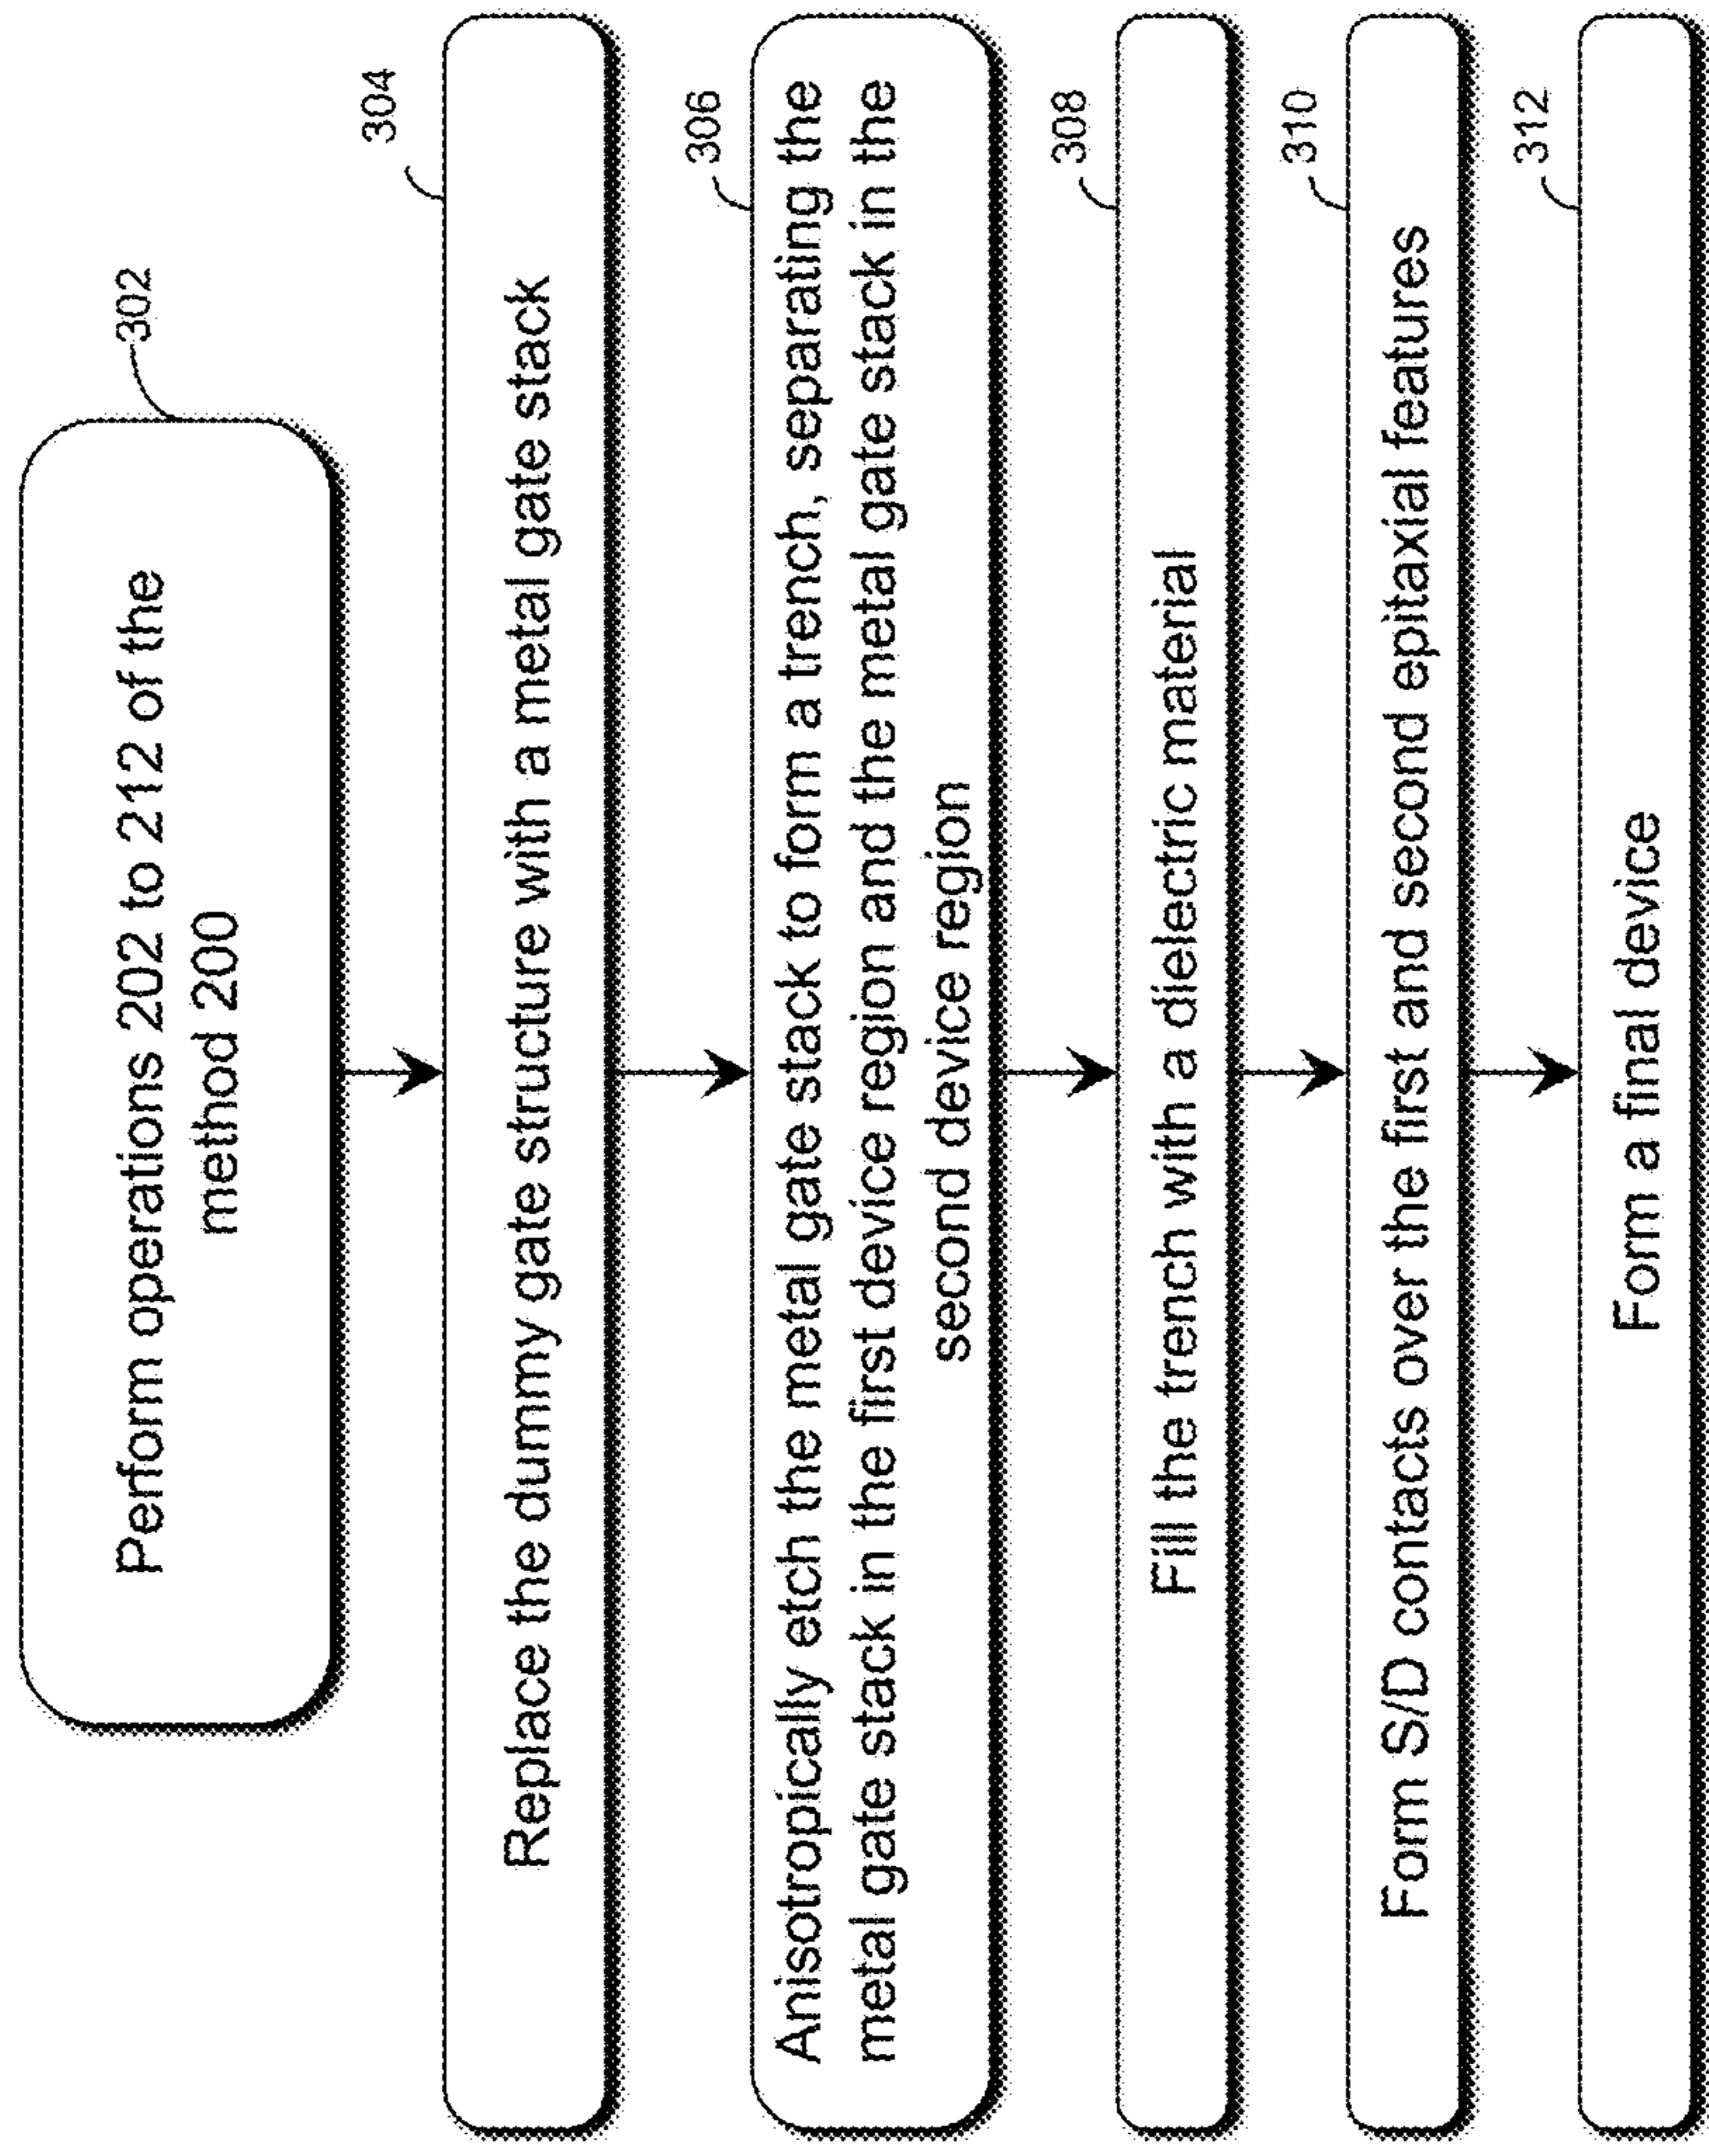 302
Perform operations 202 to 212 of the
method 200
304
Replace the dummy gate structure with a metal gate stack
306
Anisotropically etch the metal gate stack to form a trench, separating the
metal gate stack in the first device region and the metal gate stack in the
second device region
308
Fill the trench with a dielectric material
310
Form S/D contacts over the first and second epitaxial features
312
Form a final device